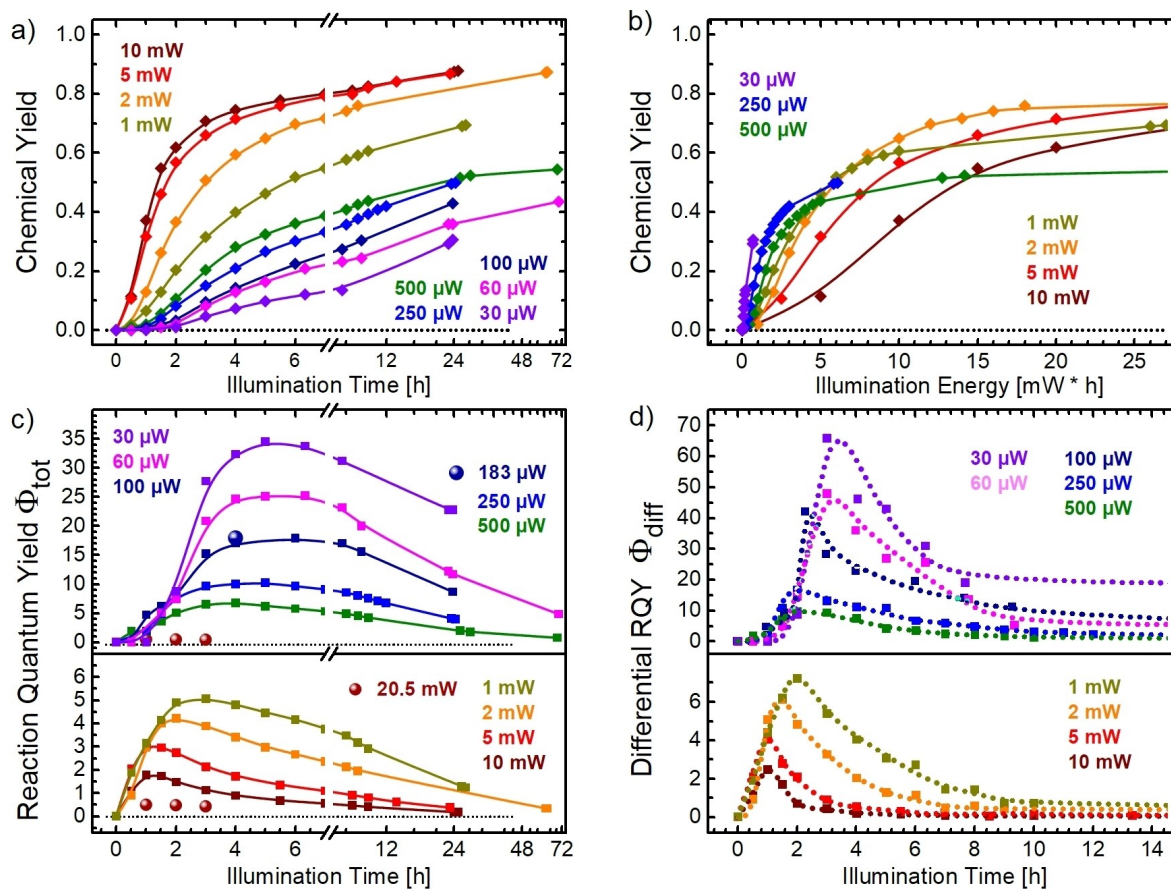 a)
Chemical Yield
1.0
0.8
0.6
0.4
0.2
0.0
10 mW
5 mW
2 mW
1 mW
100 µW
500 µW 60 µW
250 µW 30 µW
0 2 4 6 12 24 48 72
Illumination Time [h]
b)
Chemical Yield
1.0
0.8
0.6
0.4
0.2
0.0
30 µW
250 µW
500 µW
1 mW
2 mW
5 mW
10 mW
0 5 10 15 20 25
Illumination Energy [mW * h]
c)
Reaction Quantum Yield Φtot
35
30
25
20
15
10
5
0
30 µW
60 µW
100 µW
183 µW
250 µW
500 µW
6
5
4
3
2
1
0
20.5 mW
1 mW
2 mW
5 mW
10 mW
0 2 4 6 12 24 48 72
Illumination Time [h]
d)
Differential RQY Φdiff
70
60
50
40
30
20
10
0
30 µW 100 µW
60 µW 250 µW
500 µW
6
4
2
0
1 mW
2 mW
5 mW
10 mW
0 2 4 6 8 10 12 14
Illumination Time [h]